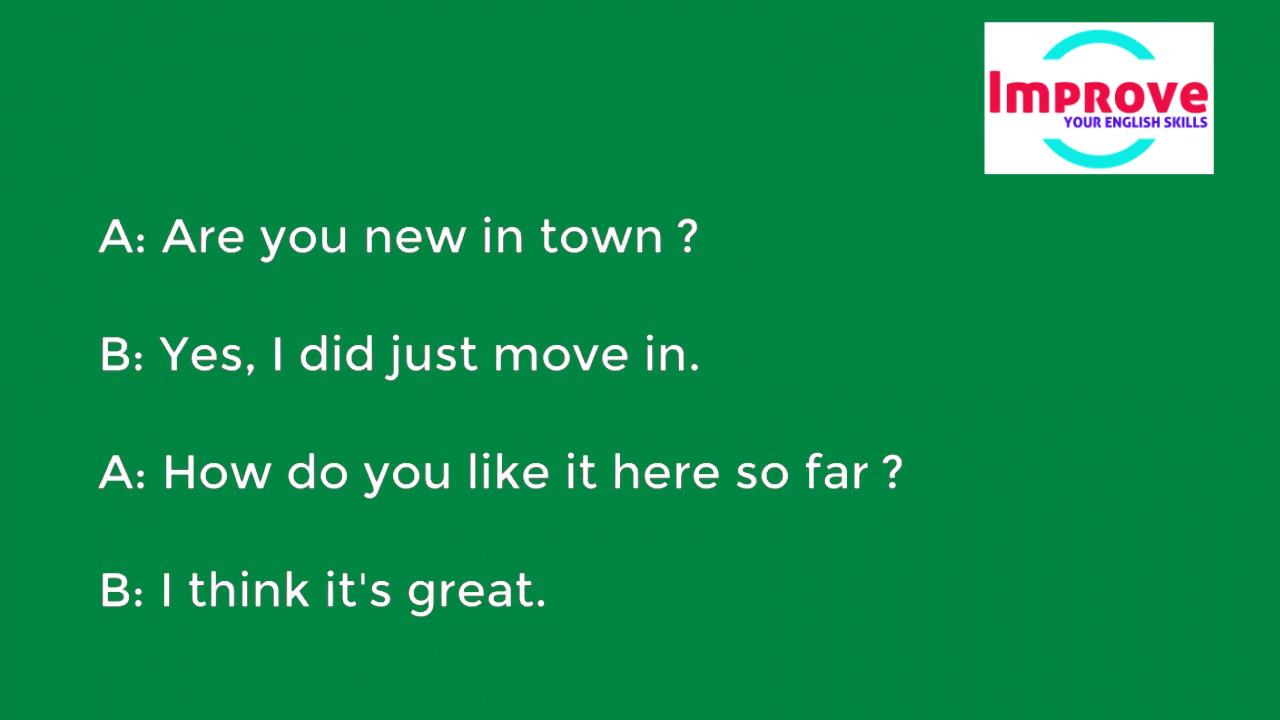 Improve
YOUR ENGLISH SKILLS
A: Are you new in town ?
B: Yes, I did just move in.
A: How do you like it here so far ?
B: I think it's great.